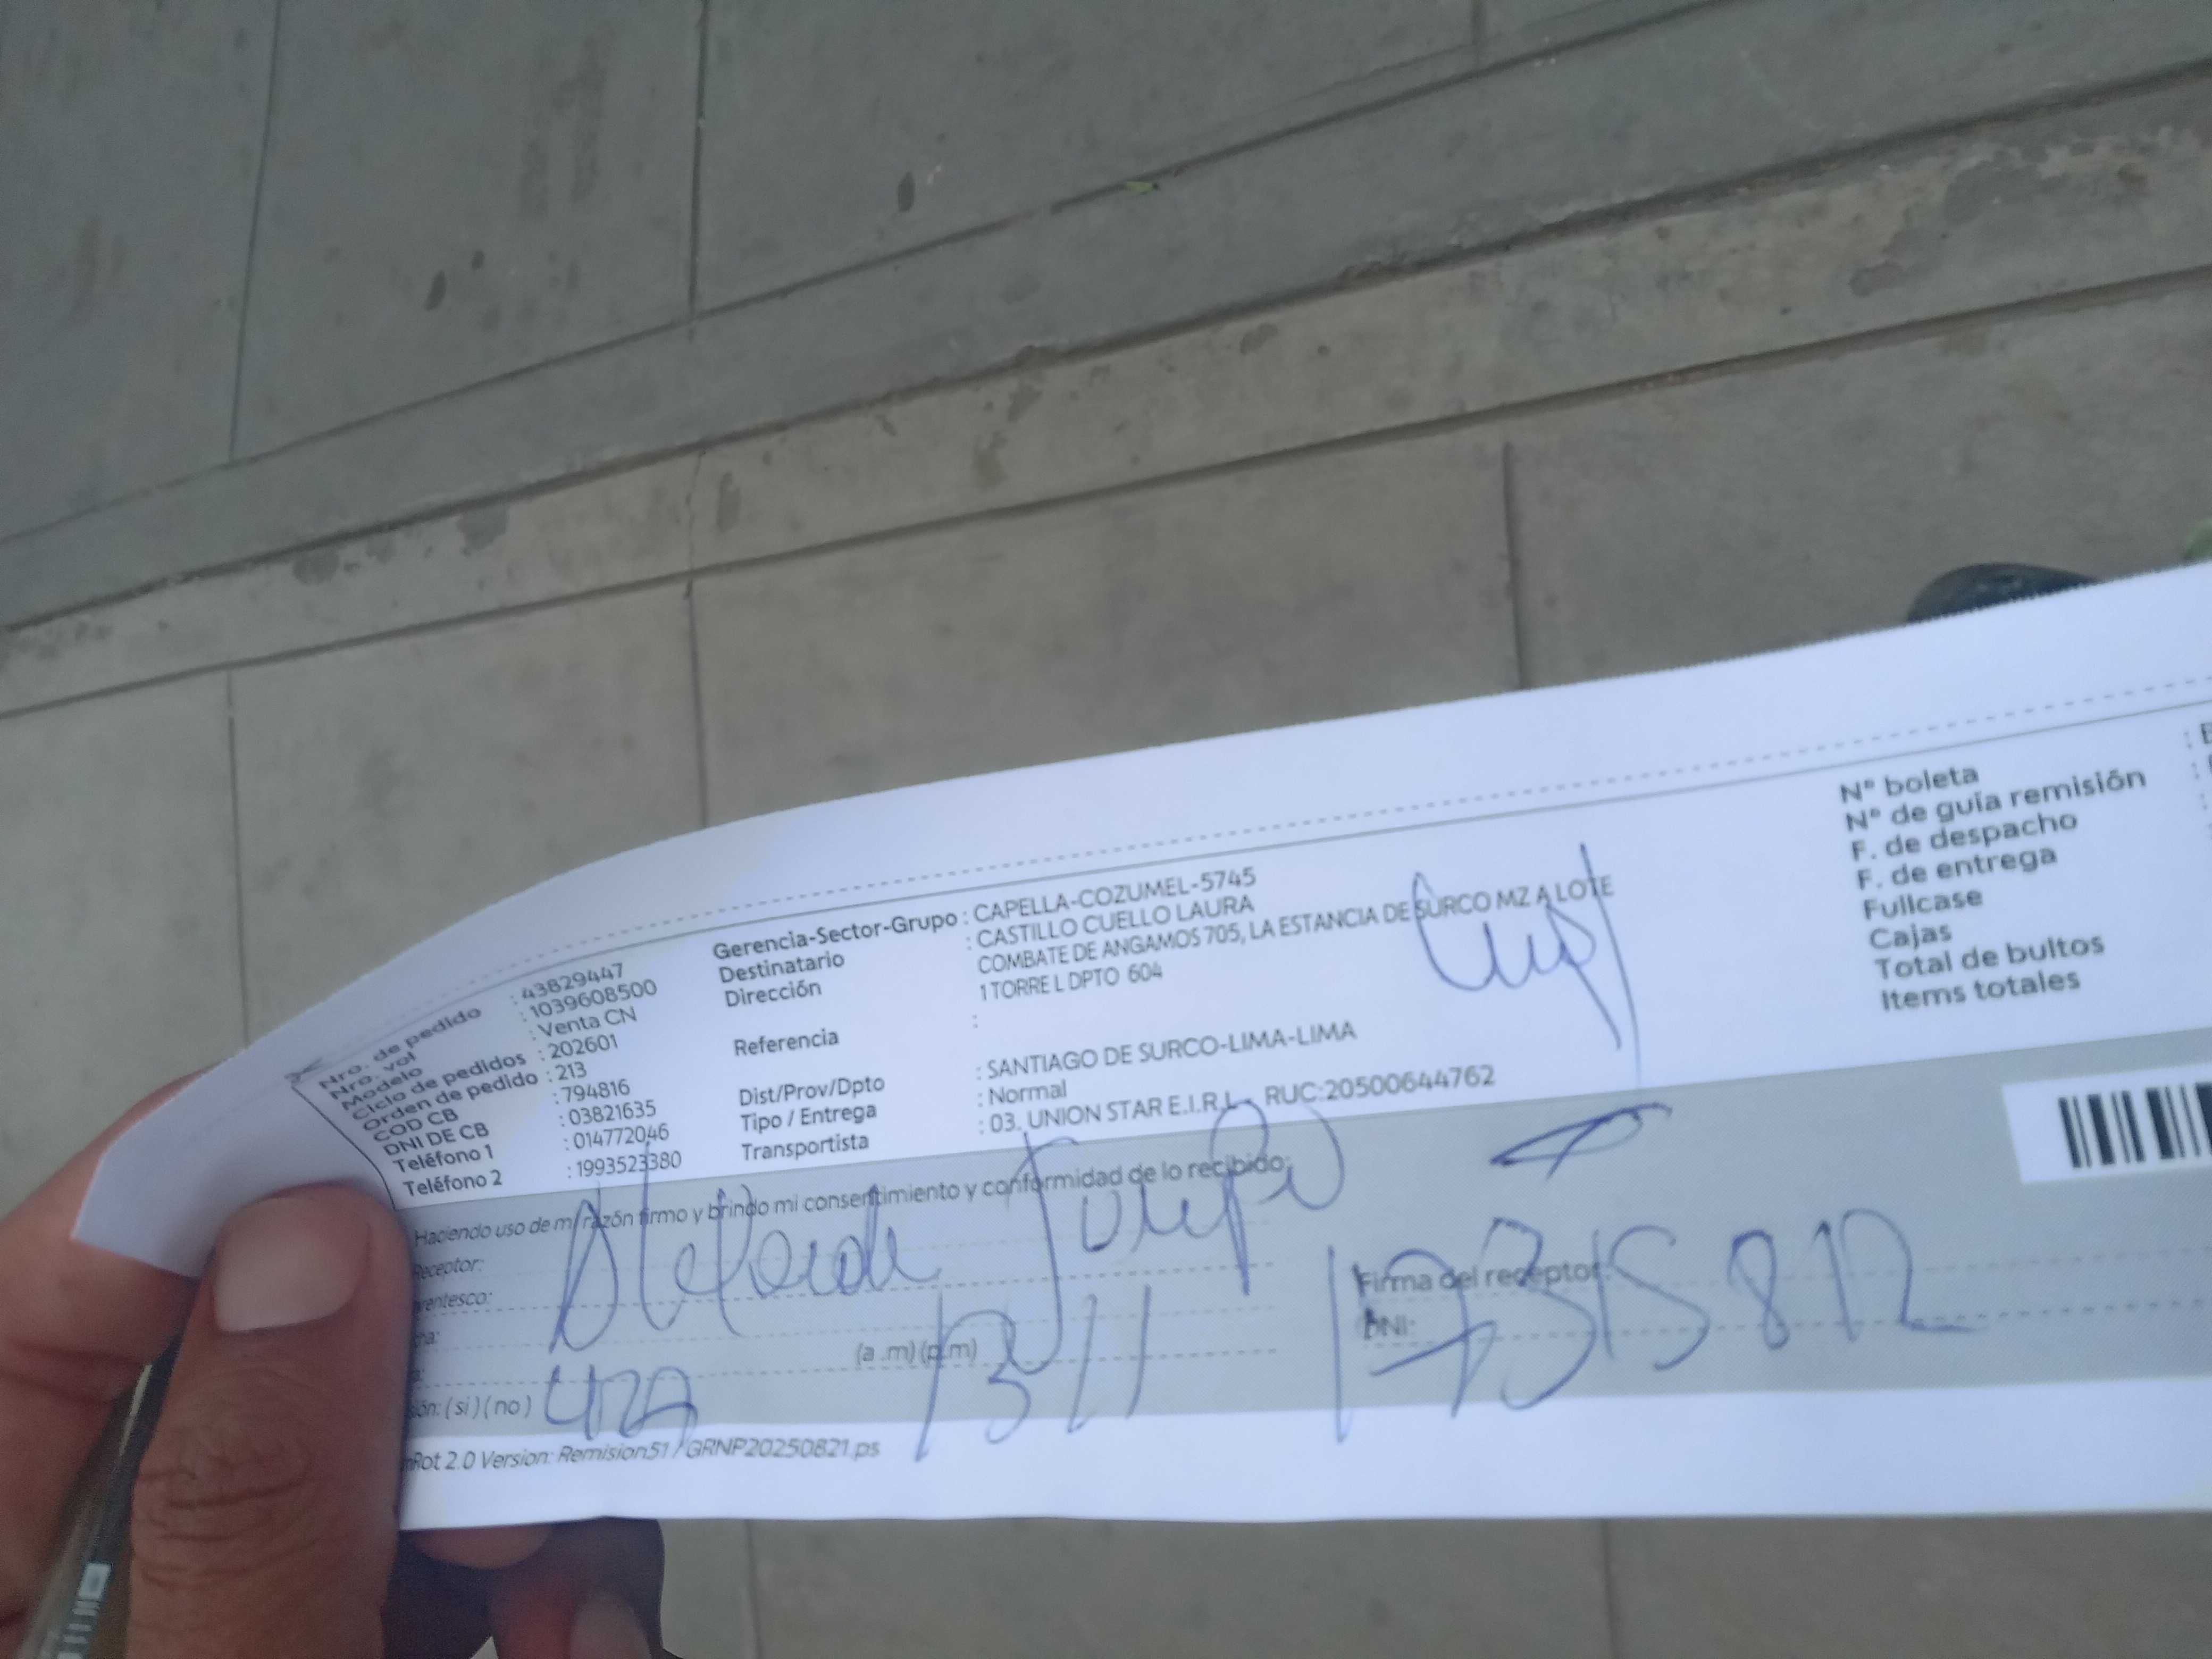 Nro. de pedido : 43829447
Nro. vol : 1039608500
Modelo : Venta CN
Ciclo de pedidos : 202601
Orden de pedido : 213
COD CB : 794816
DNI DE CB : 03821635
Teléfono 1 : 014772046
Teléfono 2 : 1993523380
Gerencia-Sector-Grupo : CAPELLA-COZUMEL-5745
Destinatario : CASTILLO CUELLO LAURA
Dirección COMBATE DE ANGAMOS 705, LA ESTANCIA DE SURCO MZ A LOTE
1 TORRE L DPTO 604
Referencia :
Dist/Prov/Dpto : SANTIAGO DE SURCO-LIMA-LIMA
Tipo / Entrega : Normal
Transportista : 03. UNION STAR E.I.R.L - RUC:20500644762
N° boleta
N° de guía remisión
F. de despacho
F. de entrega
Fullcase
Cajas
Total de bultos
Items totales
Haciendo uso de mi razón firmo y brindo mi consentimiento y conformidad de lo recibido:
Receptor:
Firma del receptor:
DNI:
(a .m) (p.m) 13/1
(si) (no)
2.0 Version: Remision51 / GRNP20250821.ps